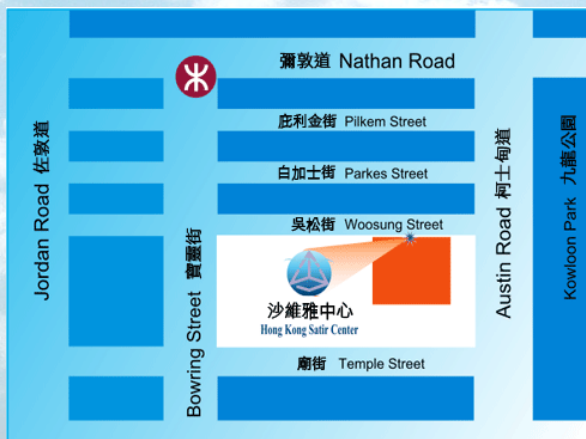 彌敦道 Nathan Road
庇利金街 Pilkem Street
白加士街 Parkes Street
吳松街 Woosung Street
沙維雅中心
Hong Kong Satir Center
廟街 Temple Street
Jordan Road 佐敦道
Bowring Street 寶靈街
Austin Road 柯士甸道
Kowloon Park 九龍公園